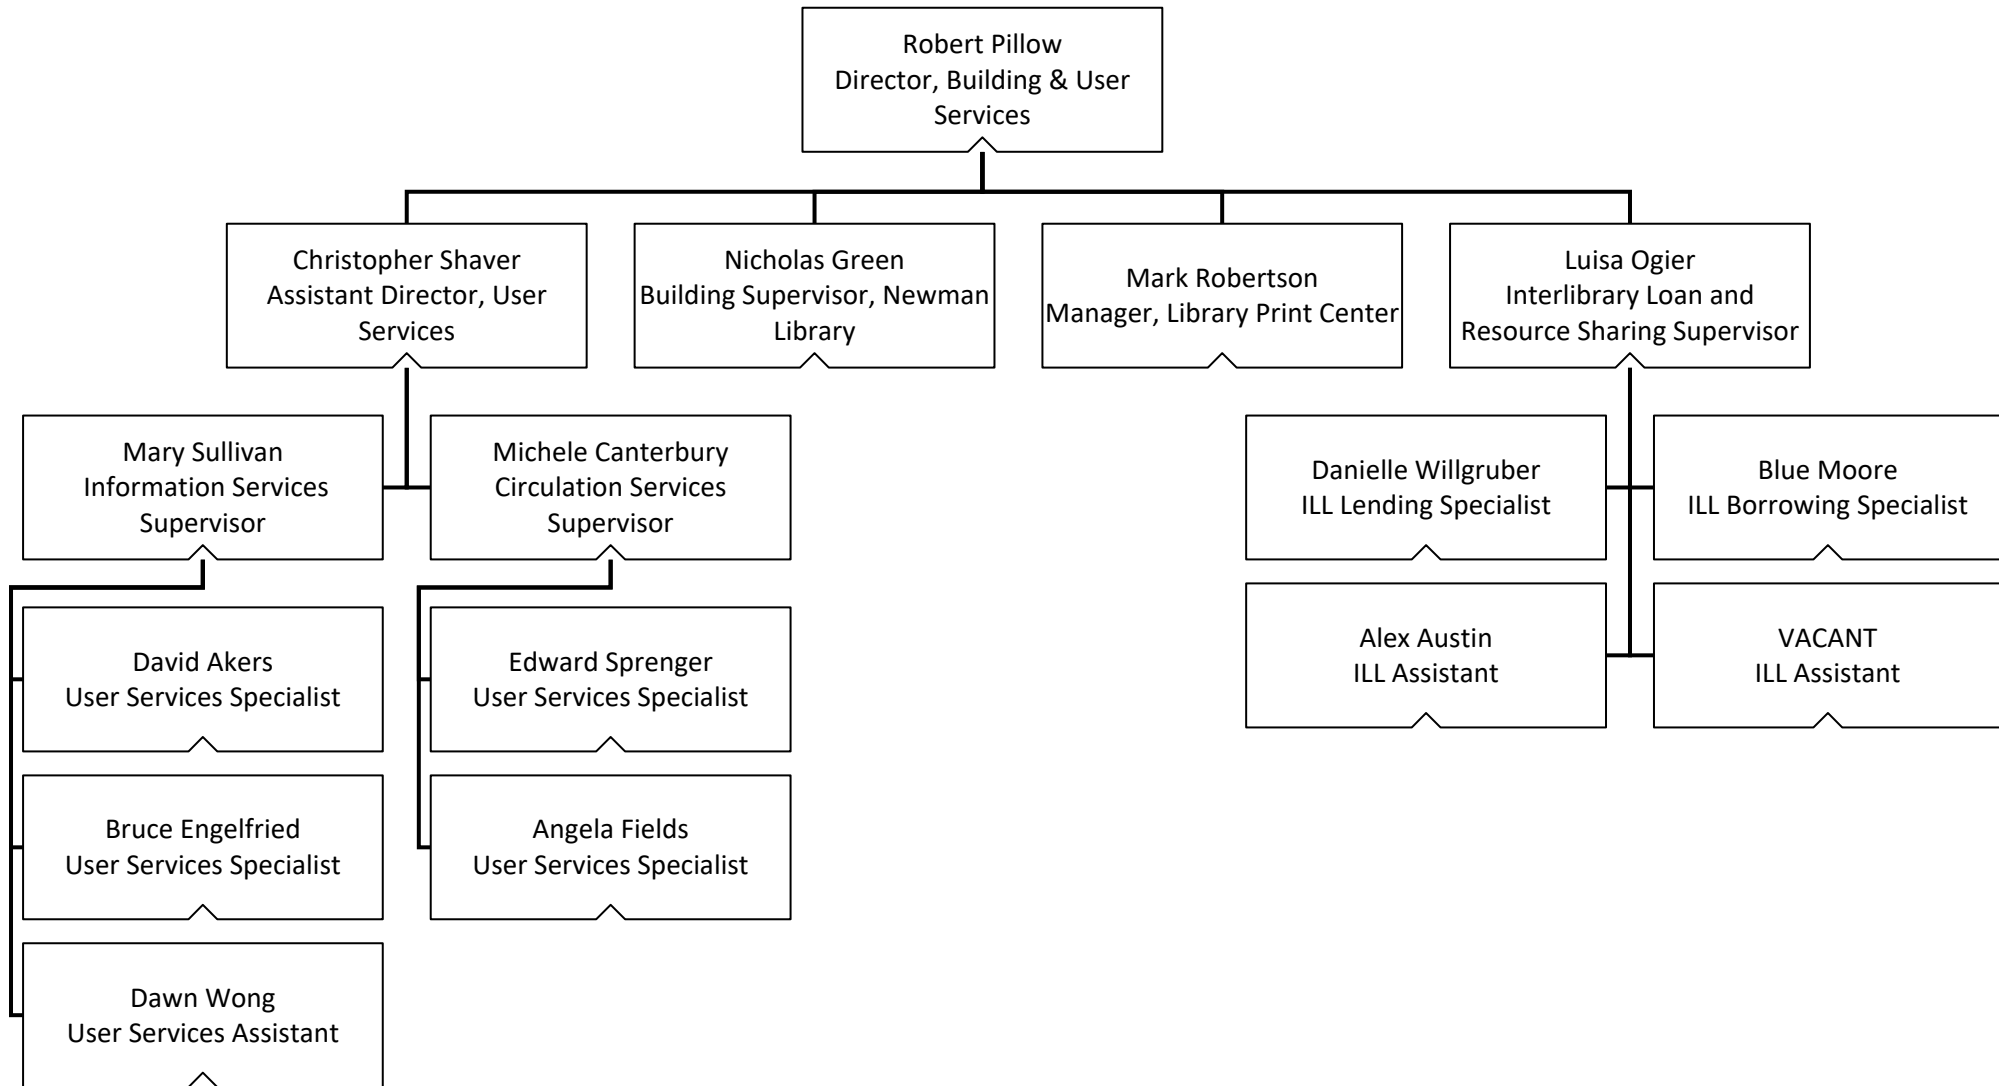 Robert Pillow
Director, Building & User
Services
Christopher Shaver
Assistant Director, User
Services
Nicholas Green
Building Supervisor, Newman
Library
Mark Robertson
Manager, Library Print Center
Luisa Ogier
Interlibrary Loan and
Resource Sharing Supervisor
Mary Sullivan
Information Services
Supervisor
Michele Canterbury
Circulation Services
Supervisor
Danielle Willgruber
ILL Lending Specialist
Blue Moore
ILL Borrowing Specialist
David Akers
User Services Specialist
Edward Sprenger
User Services Specialist
Alex Austin
ILL Assistant
VACANT
ILL Assistant
Bruce Engelfried
User Services Specialist
Angela Fields
User Services Specialist
Dawn Wong
User Services Assistant